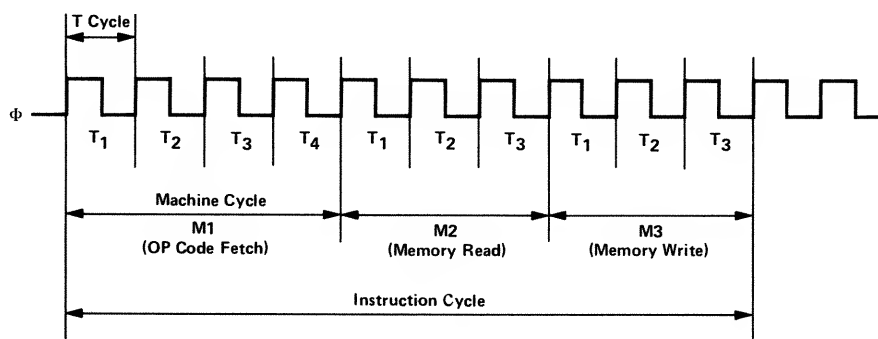 T Cycle
Φ
T1 T2 T3 T4 T1 T2 T3 T1 T2 T3
Machine Cycle
M1 M2 M3
(OP Code Fetch) (Memory Read) (Memory Write)
Instruction Cycle